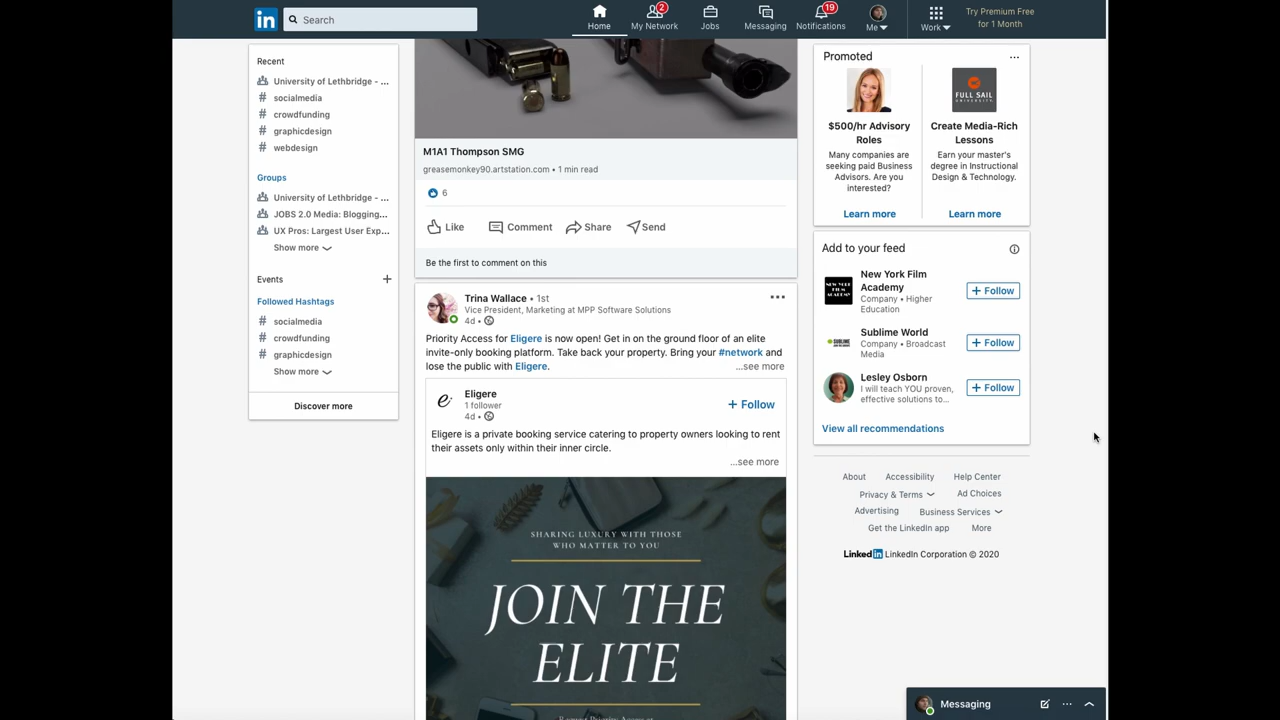 in
Search
Home
2
My Network
Jobs
Messaging
19
Notifications
Me
Work
Try Premium Free
for 1 Month
Recent
University of Lethbridge - ...
# socialmedia
# crowdfunding
# graphicdesign
# webdesign
Groups
University of Lethbridge - ...
JOBS 2.0 Media: Blogging...
UX Pros: Largest User Exp...
Show more
Events
+
Followed Hashtags
# socialmedia
# crowdfunding
# graphicdesign
Show more
Discover more
M1A1 Thompson SMG
greasemonkey90.artstation.com • 1 min read
6
Like
Comment
Share
Send
Be the first to comment on this
Trina Wallace • 1st
Vice President, Marketing at MPP Software Solutions
4d •
Priority Access for Eligere is now open! Get in on the ground floor of an elite
invite-only booking platform. Take back your property. Bring your #network and
lose the public with Eligere.
...see more
e
Eligere
1 follower
4d •
+ Follow
Eligere is a private booking service catering to property owners looking to rent
their assets only within their inner circle.
...see more
SHARING LUXURY WITH THOSE
WHO MATTER TO YOU
JOIN THE
ELITE
Promoted
$500/hr Advisory
Roles
Many companies are
seeking paid Business
Advisors. Are you
interested?
Learn more
FULL SAIL
UNIVERSITY
Create Media-Rich
Lessons
Earn your master's
degree in Instructional
Design & Technology.
Learn more
Add to your feed
NEW YORK FILM
ACADEMY
New York Film
Academy
Company • Higher
Education
+ Follow
SUBLIME
Sublime World
Company • Broadcast
Media
+ Follow
Lesley Osborn
I will teach YOU proven,
effective solutions to...
+ Follow
View all recommendations
About
Accessibility
Help Center
Privacy & Terms
Ad Choices
Advertising
Business Services
Get the LinkedIn app
More
LinkedIn LinkedIn Corporation © 2020
Messaging